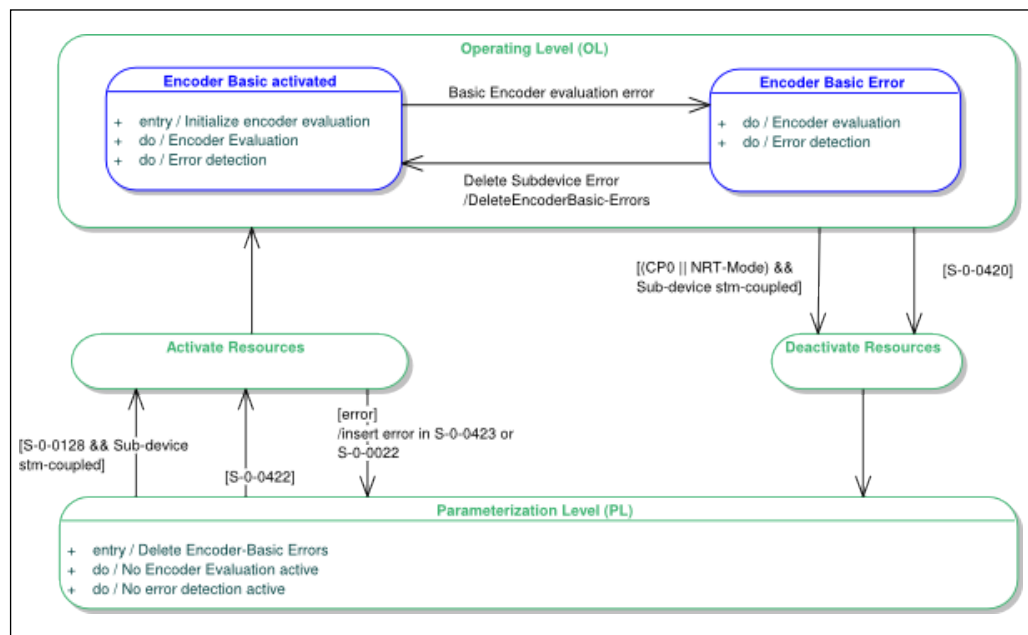 Operating Level (OL)
Encoder Basic activated
+ entry / Initialize encoder evaluation
+ do / Encoder Evaluation
+ do / Error detection
Basic Encoder evaluation error
Encoder Basic Error
+ do / Encoder evaluation
+ do / Error detection
Delete Subdevice Error
/DeleteEncoderBasic-Errors
[(CP0 || NRT-Mode) &&
Sub-device stm-coupled]
[S-0-0420]
Activate Resources
Deactivate Resources
[S-0-0128 && Sub-device
stm-coupled]
[S-0-0422]
[error]
/insert error in S-0-0423 or
S-0-0022
Parameterization Level (PL)
+ entry / Delete Encoder-Basic Errors
+ do / No Encoder Evaluation active
+ do / No error detection active